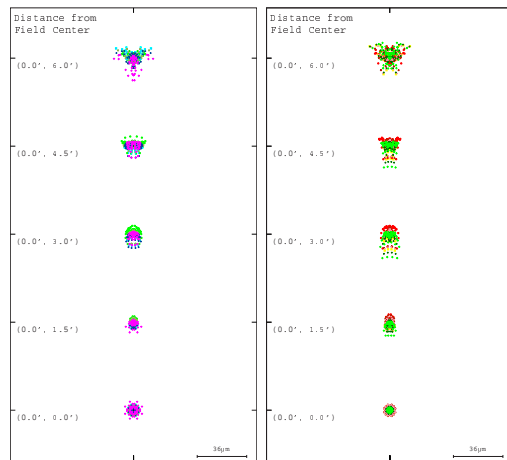 Distance from
Field Center
(0.0', 6.0')
(0.0', 4.5')
(0.0', 3.0')
(0.0', 1.5')
(0.0', 0.0')
36μm
Distance from
Field Center
(0.0', 6.0')
(0.0', 4.5')
(0.0', 3.0')
(0.0', 1.5')
(0.0', 0.0')
36μm